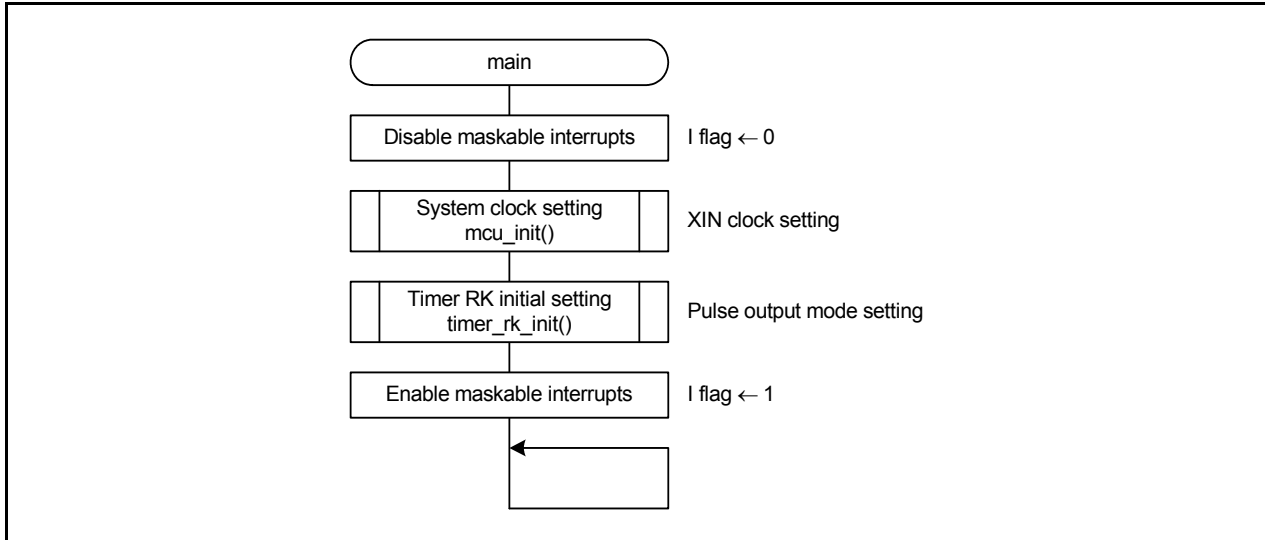 main
Disable maskable interrupts
I flag ← 0
System clock setting
mcu_init()
XIN clock setting
Timer RK initial setting
timer_rk_init()
Pulse output mode setting
Enable maskable interrupts
I flag ← 1